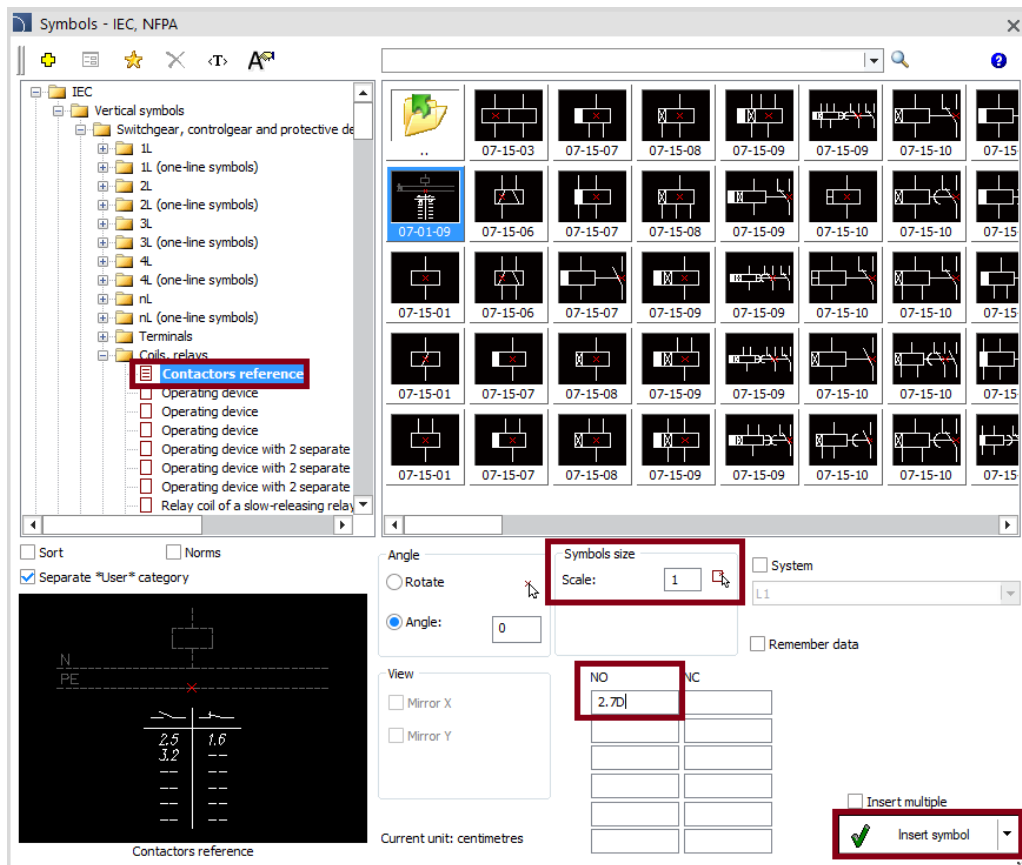 Symbols - IEC, NFPA
<T>
A
?
IEC
Vertical symbols
Switchgear, controlgear and protective de
1L
1L (one-line symbols)
2L
2L (one-line symbols)
3L
3L (one-line symbols)
4L
4L (one-line symbols)
nL
nL (one-line symbols)
Terminals
Coils, relays
Contactors reference
Operating device
Operating device
Operating device
Operating device with 2 separate
Operating device with 2 separate
Operating device with 2 separate
Relay coil of a slow-releasing relay
.. 07-15-03 07-15-07 07-15-08 07-15-09 07-15-09 07-15-10 07-15
07-01-09 07-15-06 07-15-07 07-15-08 07-15-09 07-15-10 07-15-10 07-15
07-15-01 07-15-06 07-15-07 07-15-09 07-15-09 07-15-10 07-15-10 07-15
07-15-01 07-15-07 07-15-08 07-15-09 07-15-09 07-15-10 07-15-10 07-15
07-15-01 07-15-07 07-15-08 07-15-09 07-15-09 07-15-10 07-15-10 07-15
Sort Norms
Separate *User* category
N
PE
2.5 1.6
3.2 --
-- --
-- --
-- --
-- --
Contactors reference
Angle
Rotate
Angle: 0
Symbols size
Scale: 1
System
L1
Remember data
View
Mirror X
Mirror Y
NO NC
2.7D
Current unit: centimetres
Insert multiple
Insert symbol